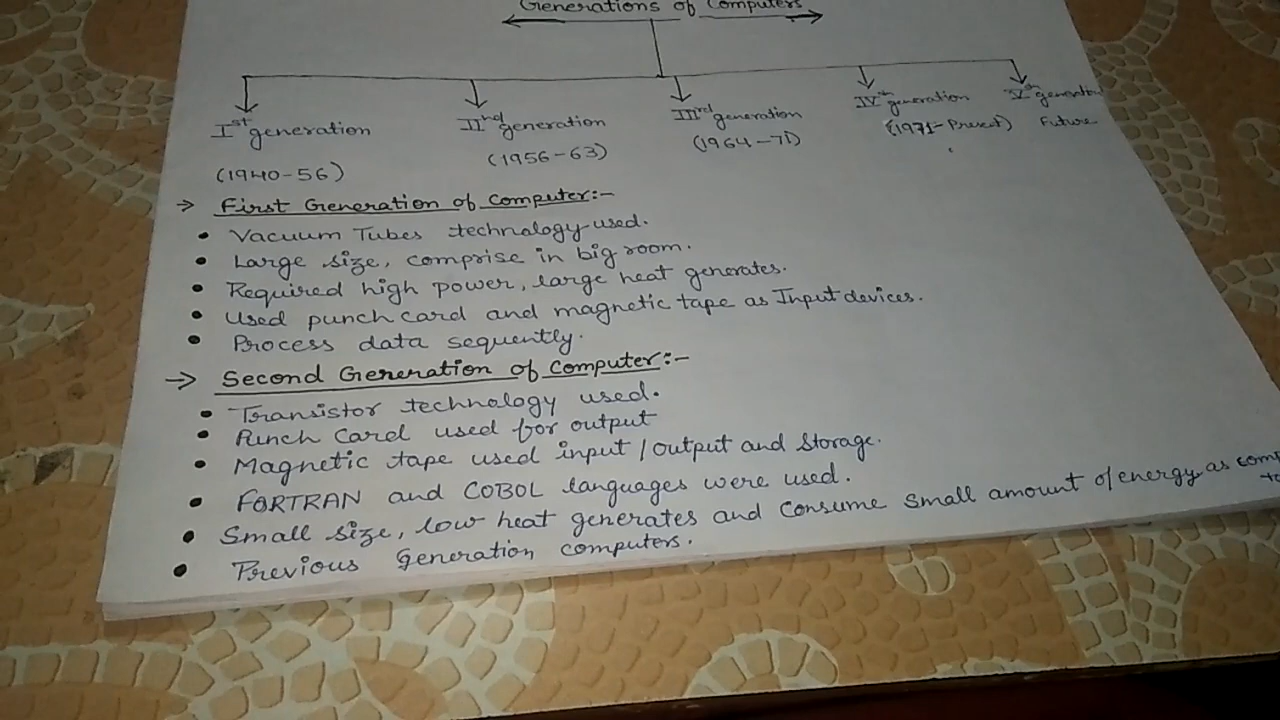 Generations of Computers
Ist generation
IInd generation
IIIrd generation
IVth generation
Vth generation
(1940-56)
(1956-63)
(1964-71)
(1971-Present)
Future
→ First Generation of Computer:-
• Vacuum Tubes technology used.
• Large size, comprise in big room.
• Required high power, large heat generates.
• Used punch card and magnetic tape as Input devices.
• Process data sequently.
→ Second Generation of Computer:-
• Transistor technology used.
• Punch Card used for output
• Magnetic tape used input / output and Storage.
• FORTRAN and COBOL languages were used.
• Small size, low heat generates and Consume small amount of energy as
• Previous generation computers.